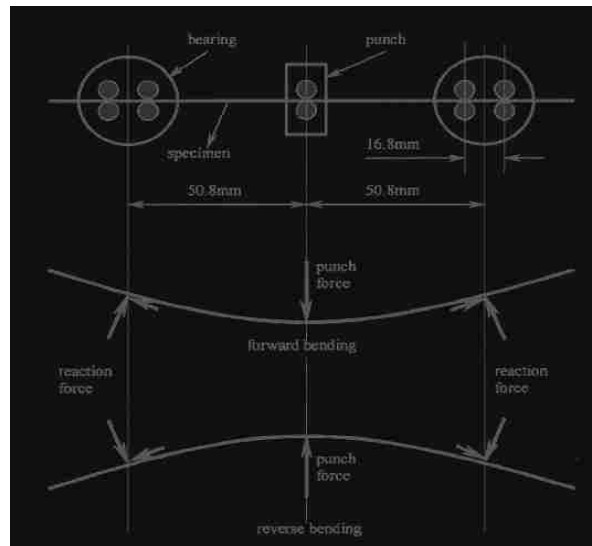 bearing
punch
specimen
16.8mm
50.8mm
50.8mm
punch
force
forward bending
reaction
force
reaction
force
punch
force
reverse bending